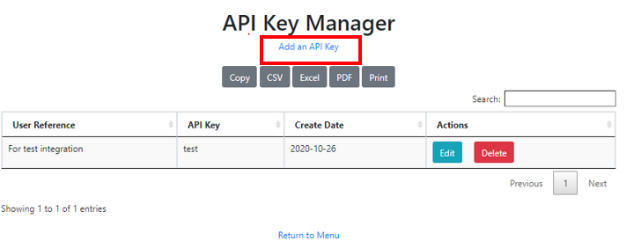 API Key Manager
Add an API Key
Copy CSV Excel PDF Print
Search:
User Reference API Key Create Date Actions
For test integration test 2020-10-26 Edit Delete
Previous 1 Next
Showing 1 to 1 of 1 entries
Return to Menu